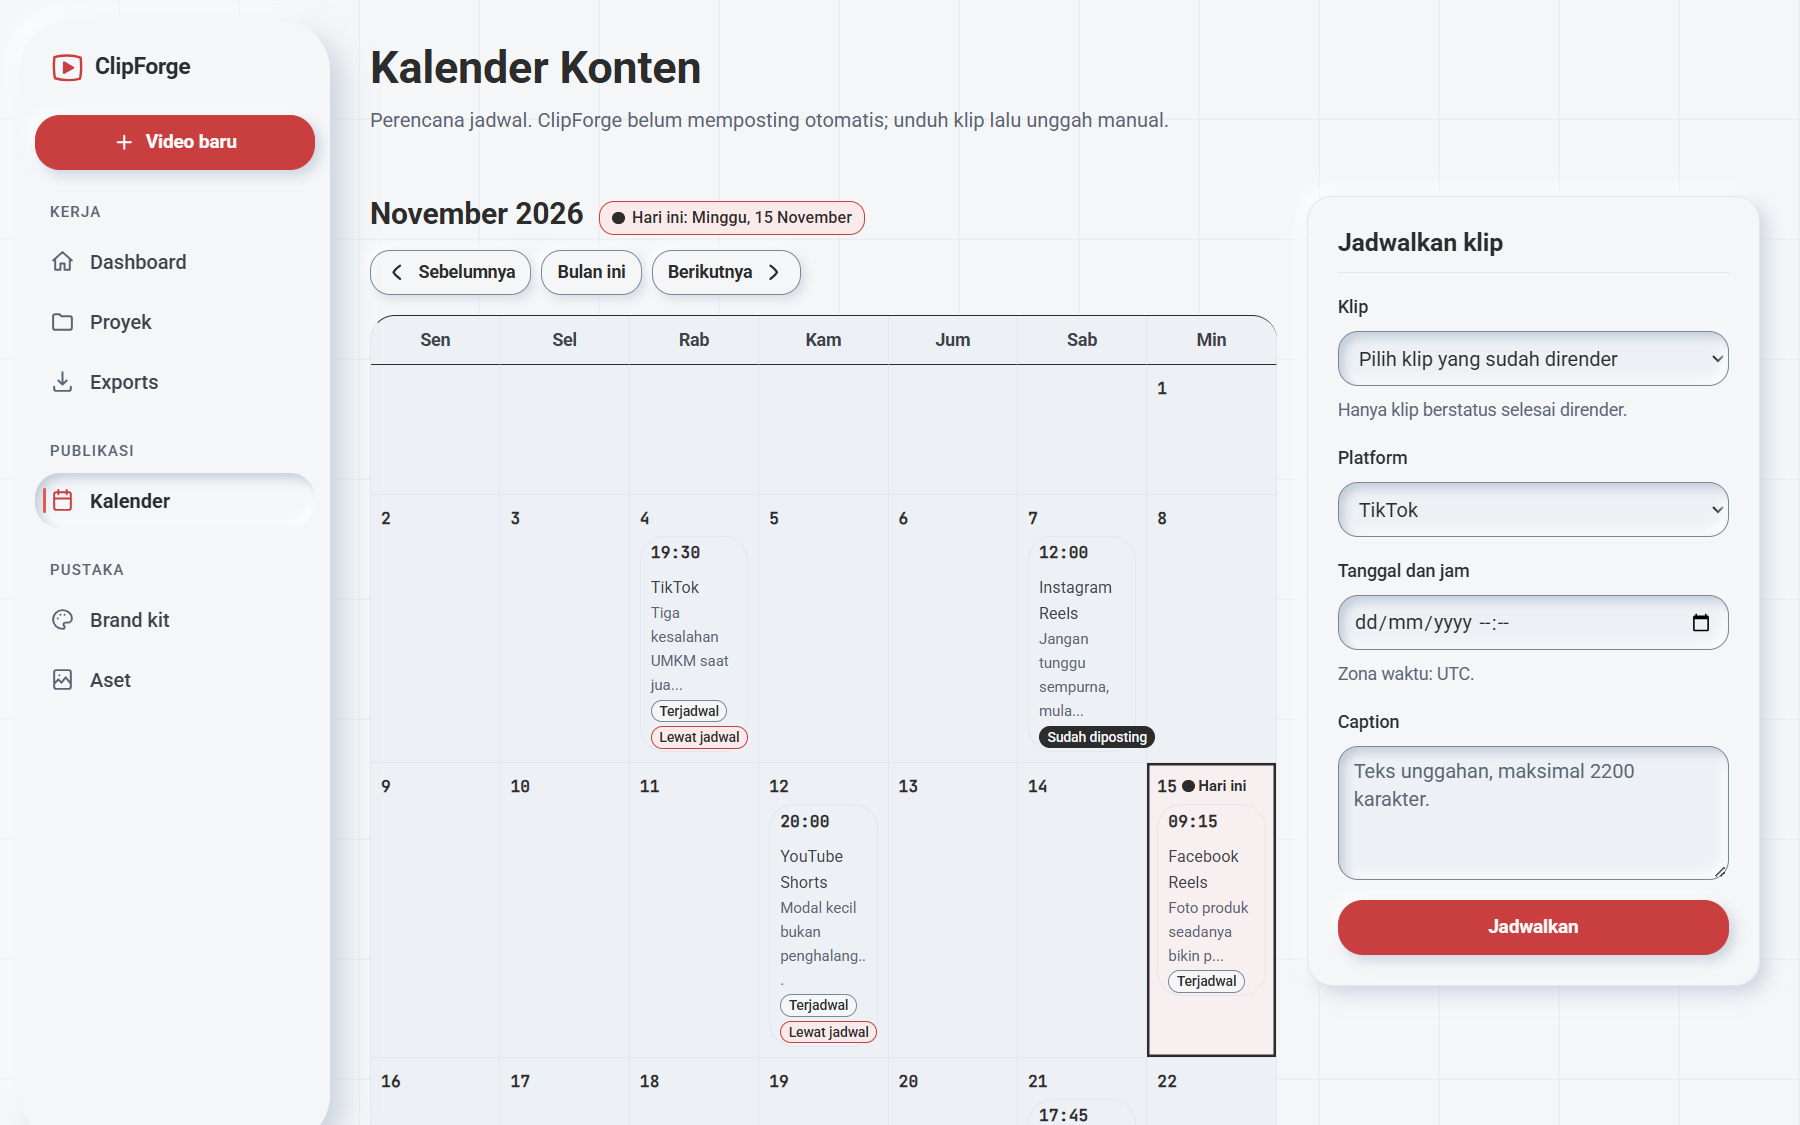 ClipForge
Video baru
KERJA
Dashboard
Proyek
Exports
PUBLIKASI
Kalender
PUSTAKA
Brand kit
Aset
Kalender Konten
Perencana jadwal. ClipForge belum memposting otomatis; unduh klip lalu unggah manual.
November 2026
Hari ini: Minggu, 15 November
Sebelumnya
Bulan ini
Berikutnya
Sen Sel Rab Kam Jum Sab Min
1
2 3 4 5 6 7 8
19:30
TikTok
Tiga
kesalahan
UMKM saat
jua...
Terjadwal
Lewat jadwal
12:00
Instagram
Reels
Jangan
tunggu
sempurna,
mula...
Sudah diposting
9 10 11 12 13 14 15 Hari ini
20:00
YouTube
Shorts
Modal kecil
bukan
penghalang..
.
Terjadwal
Lewat jadwal
09:15
Facebook
Reels
Foto produk
seadanya
bikin p...
Terjadwal
16 17 18 19 20 21 22
17:45
Jadwalkan klip
Klip
Pilih klip yang sudah dirender
Hanya klip berstatus selesai dirender.
Platform
TikTok
Tanggal dan jam
dd/mm/yyyy --:--
Zona waktu: UTC.
Caption
Teks unggahan, maksimal 2200
karakter.
Jadwalkan